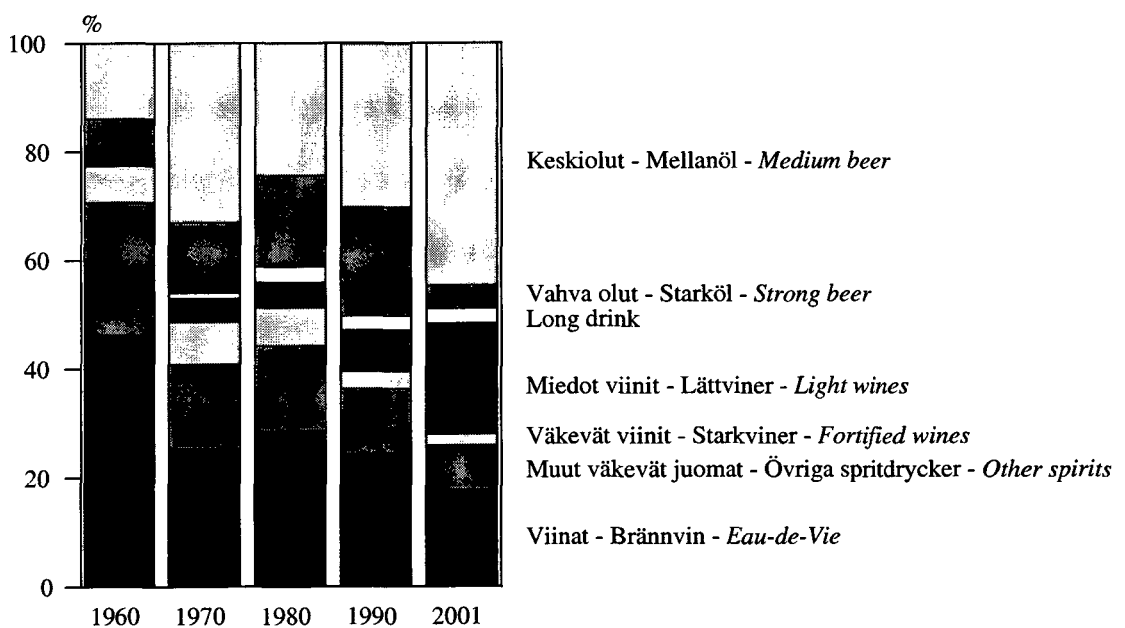 %
100
80
60
40
20
0
Keskiolut - Mellanöl - Medium beer
Vahva olut - Starköl - Strong beer
Long drink
Miedot viinit - Lättviner - Light wines
Väkevät viinit - Starkviner - Fortified wines
Muut väkevät juomat - Övriga spritdrycker - Other spirits
Viinat - Brännvin - Eau-de-Vie
1960 1970 1980 1990 2001